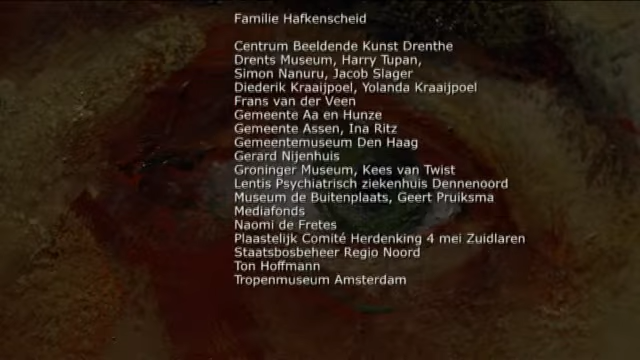 Familie Hafkenscheid
Centrum Beeldende Kunst Drenthe
Drents Museum, Harry Tupan,
Simon Nanuru, Jacob Slager
Diederik Kraaijpoel, Yolanda Kraaijpoel
Frans van der Veen
Gemeente Aa en Hunze
Gemeente Assen, Ina Ritz
Gemeentemuseum Den Haag
Gerard Nijenhuis
Groninger Museum, Kees van Twist
Lentis Psychiatrisch ziekenhuis Dennenoord
Museum de Buitenplaats, Geert Pruiksma
Mediafonds
Naomi de Fretes
Plaastelijk Comité Herdenking 4 mei Zuidlaren
Staatsbosbeheer Regio Noord
Ton Hoffmann
Tropenmuseum Amsterdam